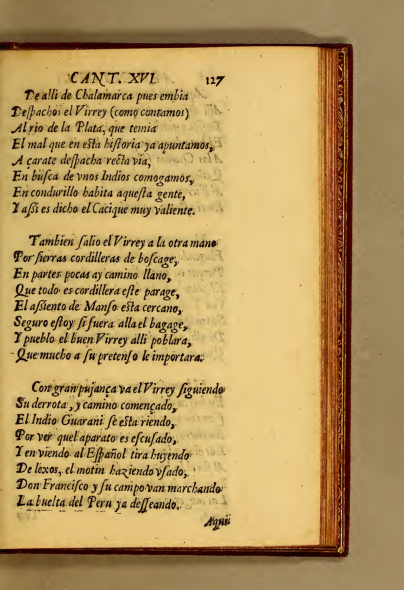 CANT. XVI. 127
De alli de Chalamarca pues embia
Deſpachos el Virrey (como contamos)
Al rio de la Plata, que temia
El mal que en eſta hiſtoria ya apuntamos,
A carate deſpacha recta via,
En buſca de vnos Indios comogamos,
En condurillo habita aqueſta gente,
Y aſsi es dicho el Cacique muy valiente.

Tambien ſalio el Virrey a la otra mano
Por ſierras cordilleras de boſcage,
En partes pocas ay camino llano,
Que todo es cordillera eſte parage,
El aſsiento de Manſo eſta cercano,
Seguro eſtoy ſi fuera alla el bagage,
Y pueblo el buen Virrey alli poblara,
Que mucho a ſu pretenſo le importara.

Con gran pujança va el Virrey ſiguiendo
Su derrota, y camino començado,
El Indio Guarani ſe eſta riendo,
Por ver quel aparato es eſcuſado,
Y en viendo al Eſpañol tira huyendo
De lexos, el motin haziendo vſado,
Don Franciſco y ſu campo van marchando
La buelta del Peru ya deſſeando.
Aqui